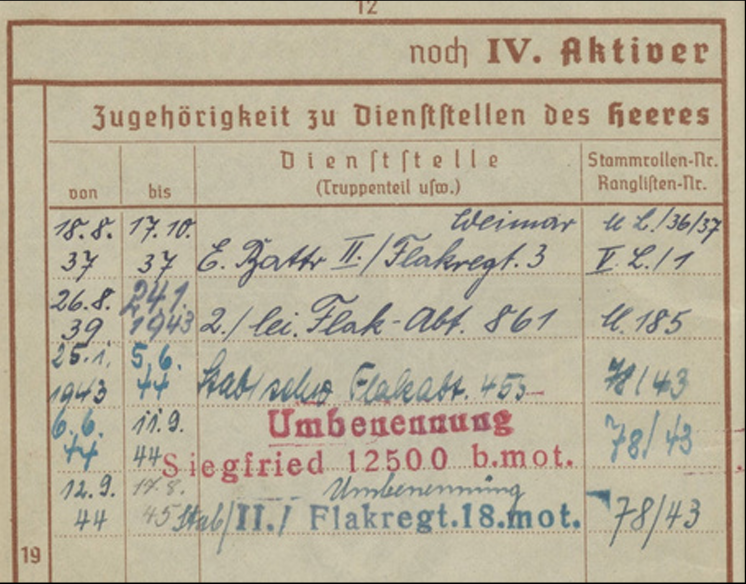 12
noch IV. Aktiver
Zugehörigkeit zu Dienststellen des Heeres
von bis Dienststelle (Truppenteil usw.) Stammrollen-Nr. Ranglisten-Nr.
Weimar
18.8. 17.10. U L./36/37
37 37 E. Battr II./Flakregt. 3 V. L./1
26.8. 24.1.
39 1943 2./lei. Flak-Abt. 861 U. 185
25.1. 5.6.
1943 44 Stab/schw. Flakabt. 455 78/43
Umbenennung
6.6. 11.9. 78/43
44 44 Siegfried 12500 b.mot.
12.9. 17.8. Umbenennung
44 45 Stab/II./Flakregt.18.mot. 78/43
19